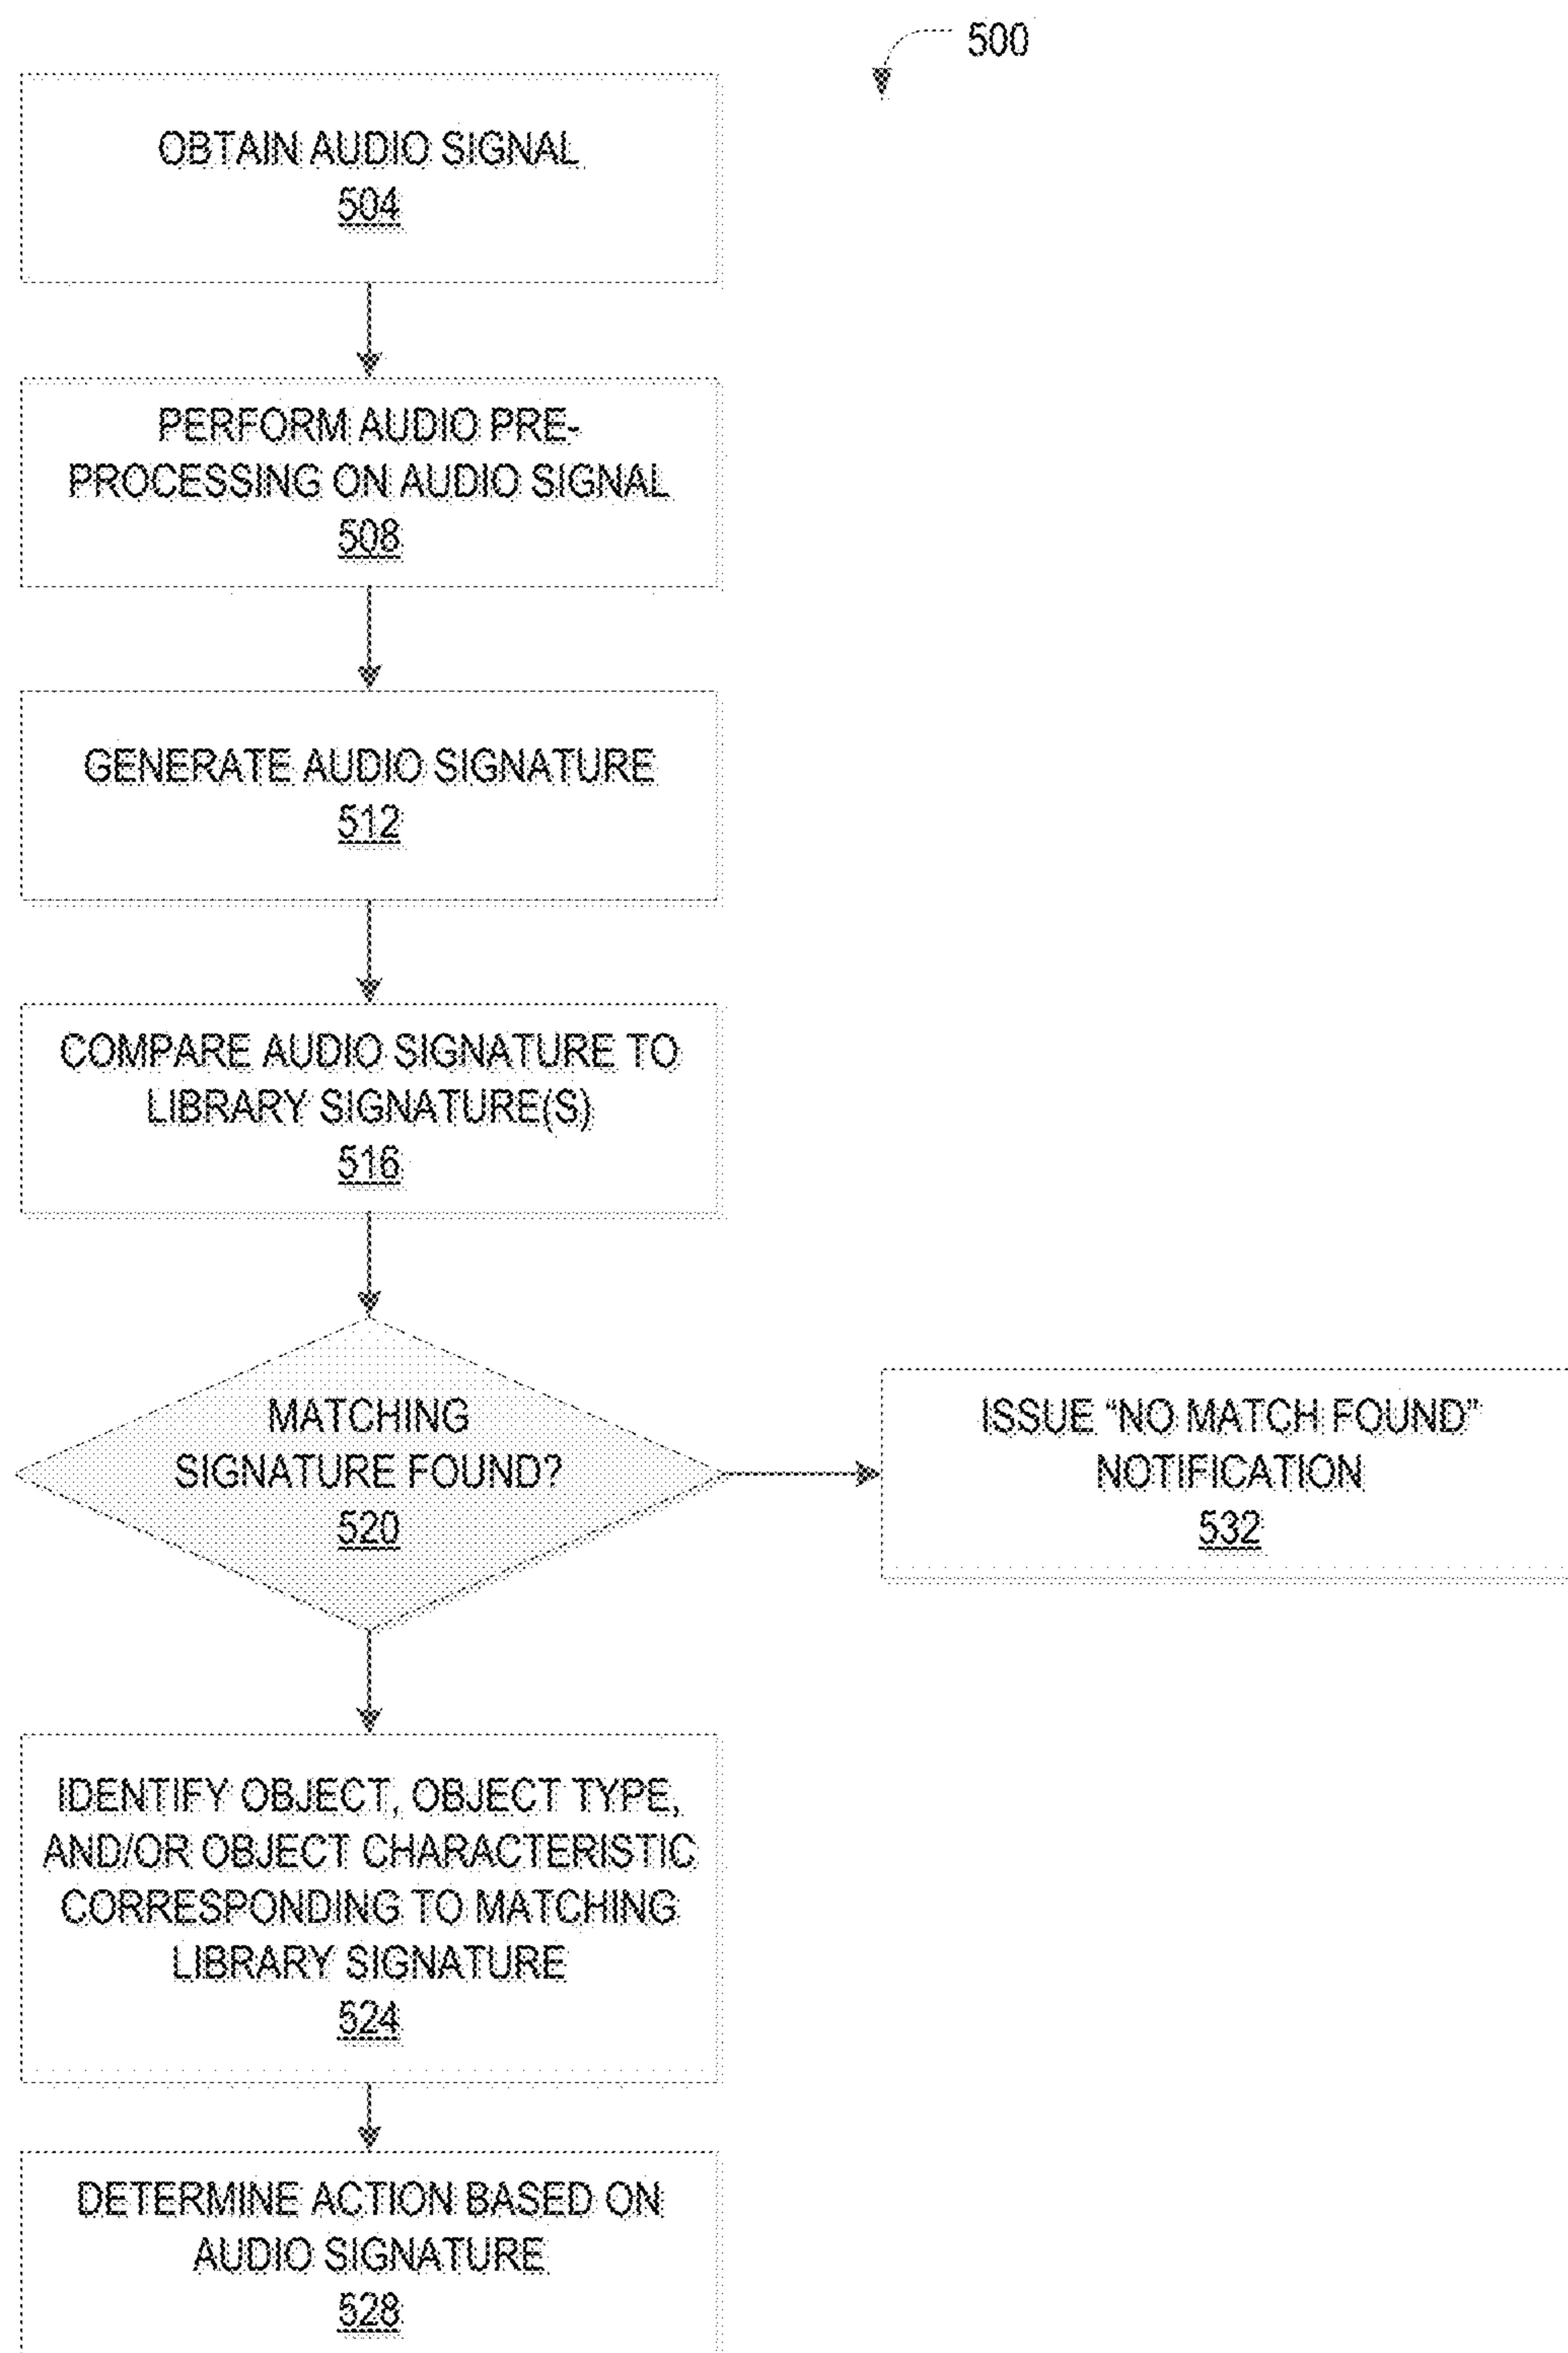 500
OBTAIN AUDIO SIGNAL
504
PERFORM AUDIO PRE-
PROCESSING ON AUDIO SIGNAL
508
GENERATE AUDIO SIGNATURE
512
COMPARE AUDIO SIGNATURE TO
LIBRARY SIGNATURE(S)
516
MATCHING
SIGNATURE FOUND?
520
ISSUE “NO MATCH FOUND”
NOTIFICATION
532
IDENTIFY OBJECT, OBJECT TYPE,
AND/OR OBJECT CHARACTERISTIC
CORRESPONDING TO MATCHING
LIBRARY SIGNATURE
524
DETERMINE ACTION BASED ON
AUDIO SIGNATURE
528